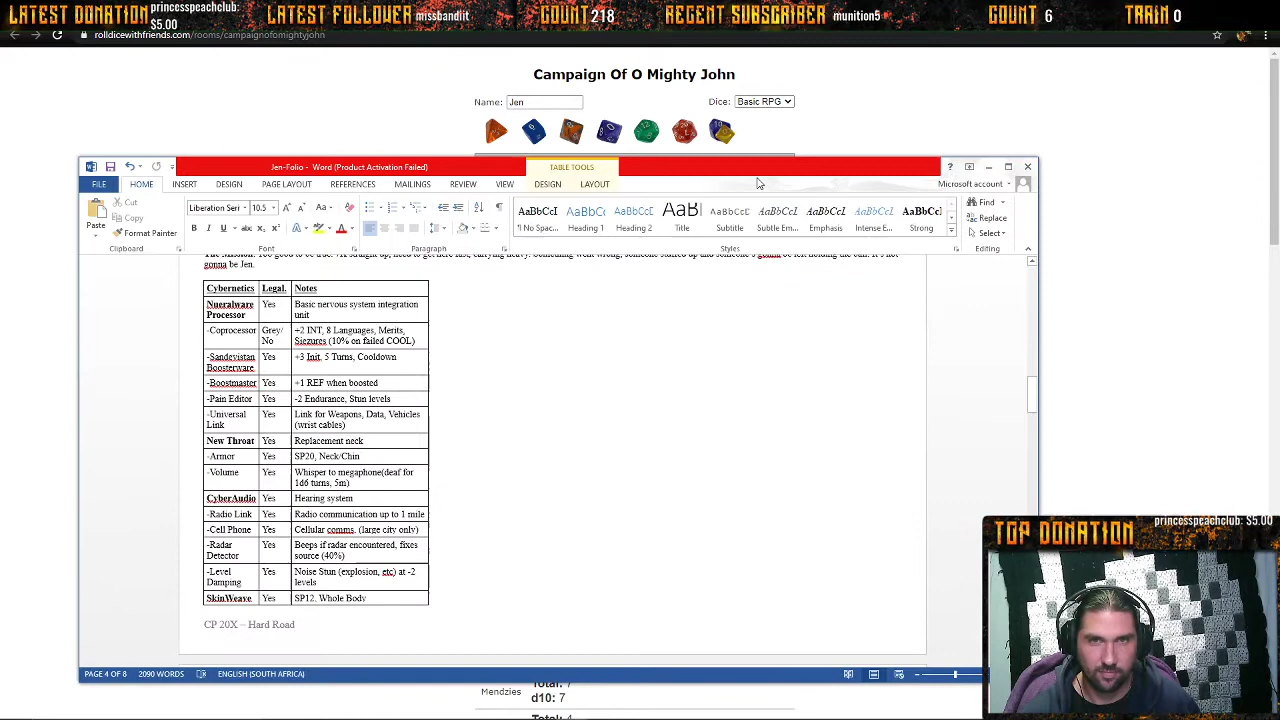 LATEST DONATION princesspeachclub: $5.00 LATEST FOLLOWER missbandiit COUNT 218 RECENT SUBSCRIBER munition5 COUNT 6 TRAIN 0
rolldicewithfriends.com/rooms/campaignofmightyjohn
Campaign Of O Mighty John
Name: Jen Dice: Basic RPG
Jen-Folio - Word (Product Activation Failed) TABLE TOOLS
FILE HOME INSERT DESIGN PAGE LAYOUT REFERENCES MAILINGS REVIEW VIEW DESIGN LAYOUT Microsoft account
Paste Cut Copy Format Painter
Clipboard
Liberation Seri 10.5
Font
Paragraph
AaBbCcI AaBbCc AaBbCcI AaBl AaBbCcD AaBbCcI AaBbCcI AaBbCcI AaBbCcI
¶ No Spac... Heading 1 Heading 2 Title Subtitle Subtle Em... Emphasis Intense E... Strong
Styles
Find Replace Select
Editing
gonna be Jen.
Cybernetics Legal. Notes
Nueralware Processor Yes Basic nervous system integration unit
-Coprocessor Grey/ No +2 INT, 8 Languages, Merits, Siezures (10% on failed COOL)
-Sandevistan Boosterware Yes +3 Init, 5 Turns, Cooldown
-Boostmaster Yes +1 REF when boosted
-Pain Editor Yes -2 Endurance, Stun levels
-Universal Link Yes Link for Weapons, Data, Vehicles (wrist cables)
New Throat Yes Replacement neck
-Armor Yes SP20, Neck/Chin
-Volume Yes Whisper to megaphone(deaf for 1d6 turns, 5m)
CyberAudio Yes Hearing system
-Radio Link Yes Radio communication up to 1 mile
-Cell Phone Yes Cellular comms. (large city only)
-Radar Detector Yes Beeps if radar encountered, fixes source (40%)
-Level Damping Yes Noise Stun (explosion, etc) at -2 levels
SkinWeave Yes SP12, Whole Body
CP 20X – Hard Road
PAGE 4 OF 8 2090 WORDS ENGLISH (SOUTH AFRICA)
Mendzies Total: 7
d10: 7
Total: 4
TOP DONATION princesspeachclub: $5.00